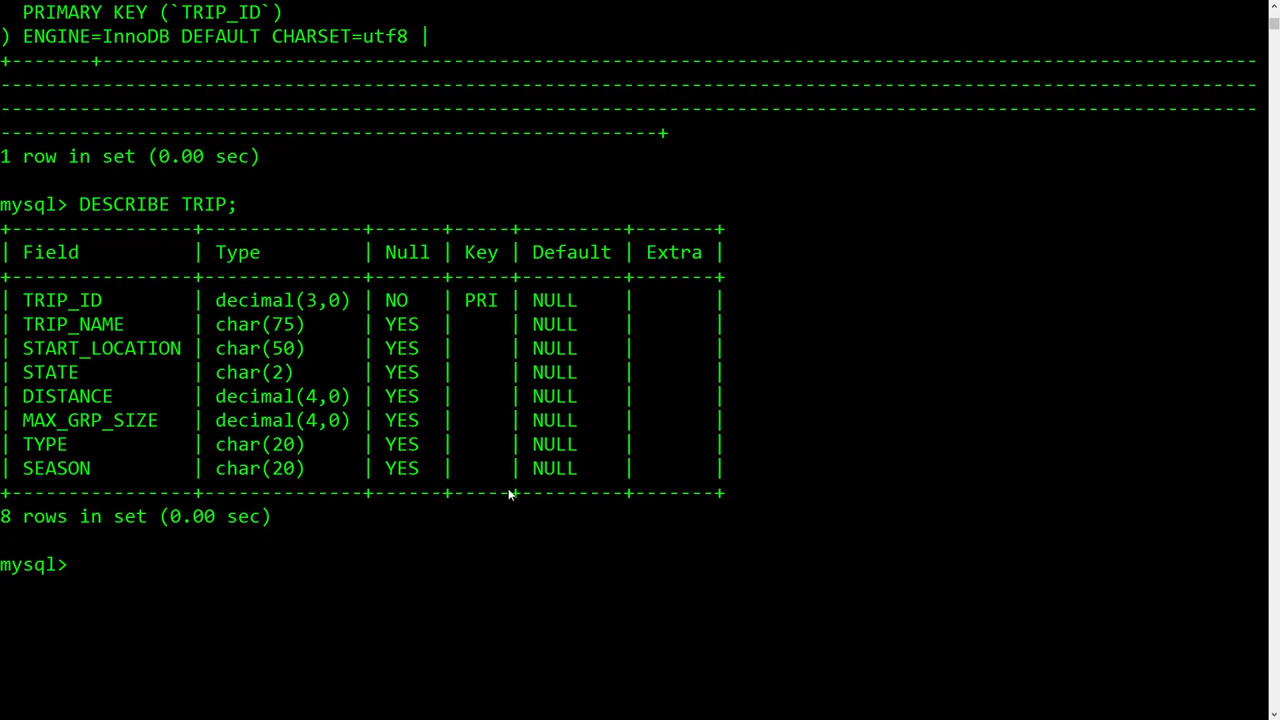 PRIMARY KEY (`TRIP_ID`)
) ENGINE=InnoDB DEFAULT CHARSET=utf8 |
+-------+-------------------------------------------------------------------------------------------------------
---------------------------------------------------------------------------------------------------------------
---------------------------------------------------------------------------------------------------------------
----------------------------------------------------------+
1 row in set (0.00 sec)

mysql> DESCRIBE TRIP;
+----------------+--------------+------+-----+---------+-------+
| Field          | Type         | Null | Key | Default | Extra |
+----------------+--------------+------+-----+---------+-------+
| TRIP_ID        | decimal(3,0) | NO   | PRI | NULL    |       |
| TRIP_NAME      | char(75)     | YES  |     | NULL    |       |
| START_LOCATION | char(50)     | YES  |     | NULL    |       |
| STATE          | char(2)      | YES  |     | NULL    |       |
| DISTANCE       | decimal(4,0) | YES  |     | NULL    |       |
| MAX_GRP_SIZE   | decimal(4,0) | YES  |     | NULL    |       |
| TYPE           | char(20)     | YES  |     | NULL    |       |
| SEASON         | char(20)     | YES  |     | NULL    |       |
+----------------+--------------+------+-----+---------+-------+
8 rows in set (0.00 sec)

mysql>